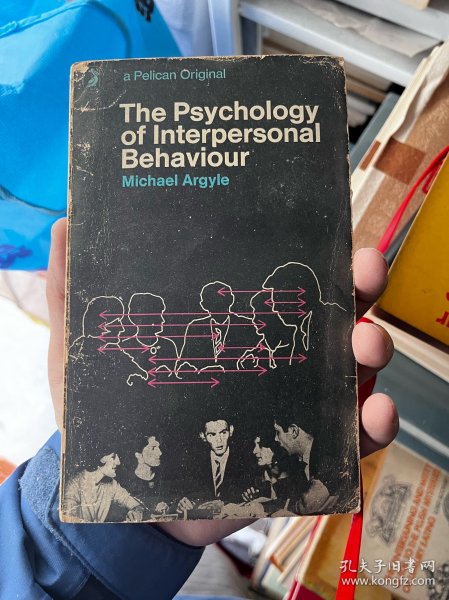 a Pelican Original
The Psychology
of Interpersonal
Behaviour
Michael Argyle
孔夫子旧书网
www.kongfz.com